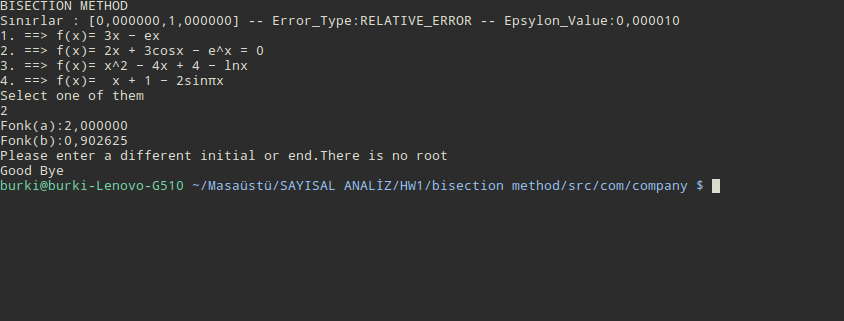 BISECTION METHOD
Sınırlar : [0,000000,1,000000] -- Error_Type:RELATIVE_ERROR -- Epsylon_Value:0,000010
1. ==> f(x)= 3x − ex
2. ==> f(x)= 2x + 3cosx − e^x = 0
3. ==> f(x)= x^2 − 4x + 4 − lnx
4. ==> f(x)=  x + 1 − 2sinπx
Select one of them
2
Fonk(a):2,000000
Fonk(b):0,902625
Please enter a different initial or end.There is no root
Good Bye
burki@burki-Lenovo-G510 ~/Masaüstü/SAYISAL ANALİZ/HW1/bisection method/src/com/company $